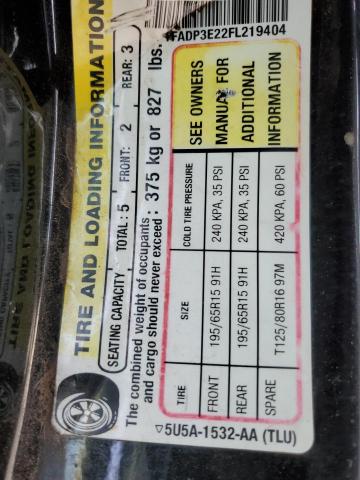 FADP3E22FL219404
TIRE AND LOADING INFORMATION
SEATING CAPACITY TOTAL : 5 FRONT: 2 REAR: 3
The combined weight of occupants
and cargo should never exceed : 375 kg or 827 lbs.
TIRE SIZE COLD TIRE PRESSURE
FRONT 195/65R15 91H 240 KPA, 35 PSI
REAR 195/65R15 91H 240 KPA, 35 PSI
SPARE T125/80R16 97M 420 KPA, 60 PSI
SEE OWNERS
MANUAL FOR
ADDITIONAL
INFORMATION
▽5U5A-1532-AA (TLU)